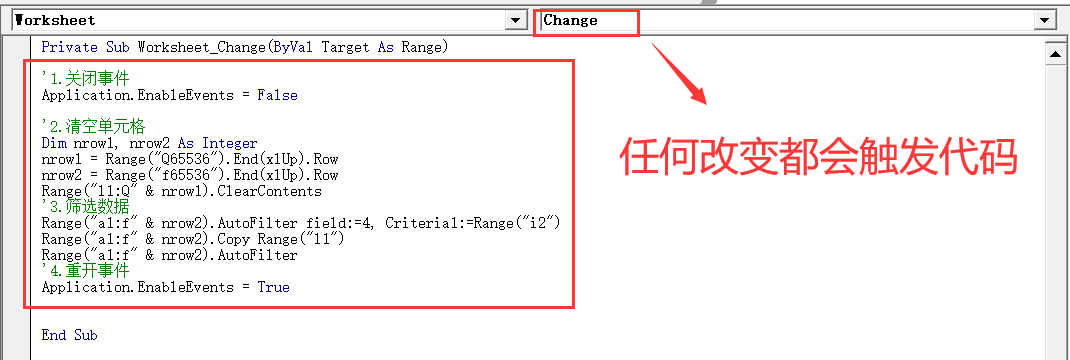 Worksheet
Change
Private Sub Worksheet_Change(ByVal Target As Range)
'1.关闭事件
Application.EnableEvents = False
'2.清空单元格
Dim nrow1, nrow2 As Integer
nrow1 = Range("Q65536").End(xlUp).Row
nrow2 = Range("f65536").End(xlUp).Row
Range("l1:Q" & nrow1).ClearContents
'3.筛选数据
Range("a1:f" & nrow2).AutoFilter field:=4, Criteria1:=Range("i2")
Range("a1:f" & nrow2).Copy Range("l1")
Range("a1:f" & nrow2).AutoFilter
'4.重开事件
Application.EnableEvents = True
End Sub
任何改变都会触发代码